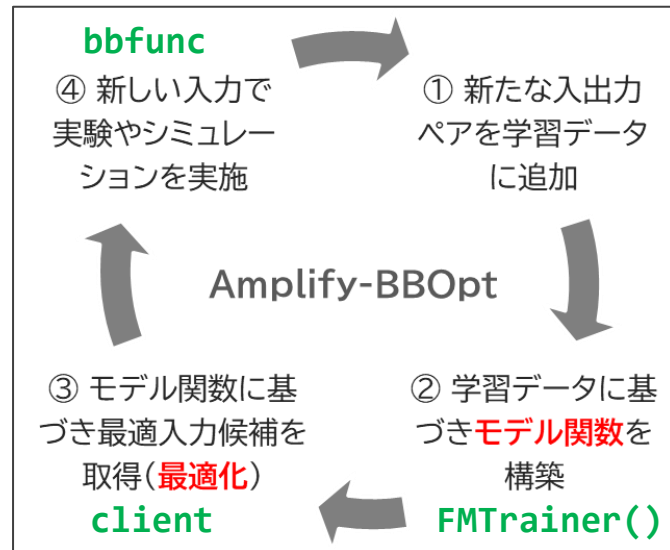 bbfunc
④ 新しい入力で
実験やシミュレー
ションを実施
① 新たな入出力
ペアを学習データ
に追加
Amplify-BBOpt
③ モデル関数に基
づき最適入力候補を
取得(最適化)
client
② 学習データに基
づきモデル関数を
構築
FMTrainer()